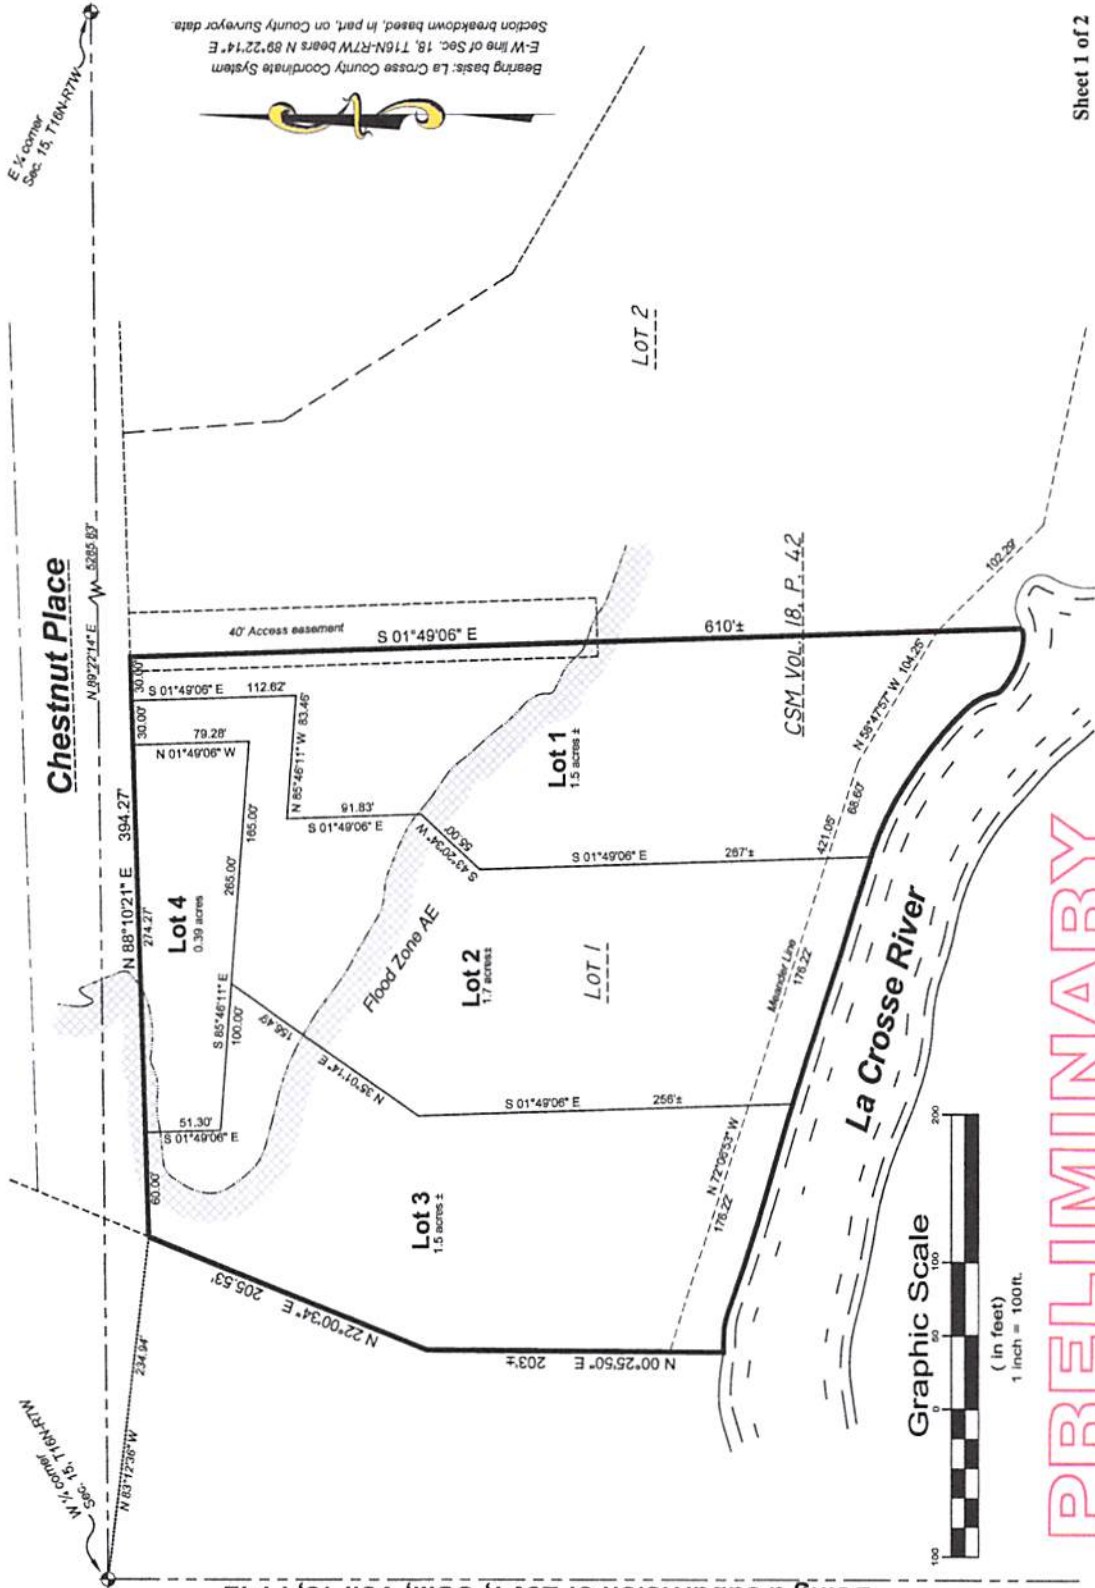 E ¼ corner
Sec. 15, T16N-R7W
Bearing basis: La Crosse County Coordinate System
E-W line of Sec. 18, T16N-R7W bears N 89°22'14" E
Section breakdown based, in part, on County Surveyor data.
Sheet 1 of 2
Chestnut Place
N 89°22'14" E 5265.83'
W ¼ corner
Sec. 15, T16N-R7W
N 83°12'36" W 234.94'
N 88°10'21" E 394.27'
60.00'
274.27'
30.00'
30.00'
40' Access easement
S 01°49'06" E 610'±
S 01°49'06" E 112.62'
79.28'
N 01°49'06" W
N 85°46'11" W 83.46'
91.83'
S 01°49'06" E
S 43°20'34" W
55.00'
S 01°49'06" E 267'±
Lot 4
0.39 acres
165.00'
265.00'
S 85°46'11" E
100.00'
51.30'
S 01°49'06" E
156.49'
N 35°01'14" E
S 01°49'06" E 256'±
Flood Zone AE
Lot 1
1.5 acres ±
Lot 2
1.7 acres±
Lot 3
1.5 acres ±
LOT 1
LOT 2
CSM VOL. 18, P. 42
N 22°00'34" E 205.53'
N 00°25'50" E 203'±
N 72°06'53" W
176.22'
Meander Line
176.22'
421.05'
68.60'
N 58°47'57" W 104.25'
102.29'
La Crosse River
Graphic Scale
100 0 50 100 200
( In feet)
1 inch = 100ft.
PRELIMINARY